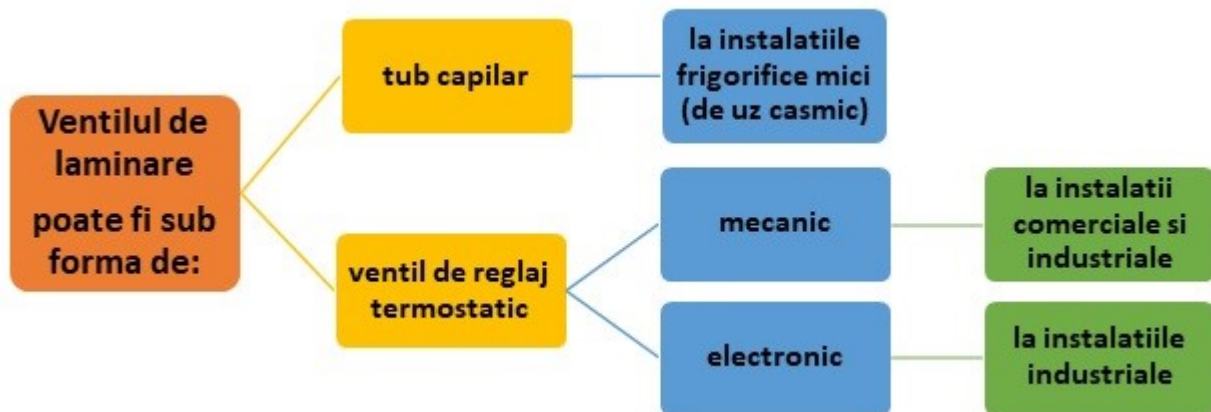 Ventilul de
laminare
poate fi sub
forma de:
tub capilar
la instalatiile
frigorifice mici
(de uz casmic)
ventil de reglaj
termostatic
mecanic
la instalatii
comerciale si
industriale
electronic
la instalatiile
industriale